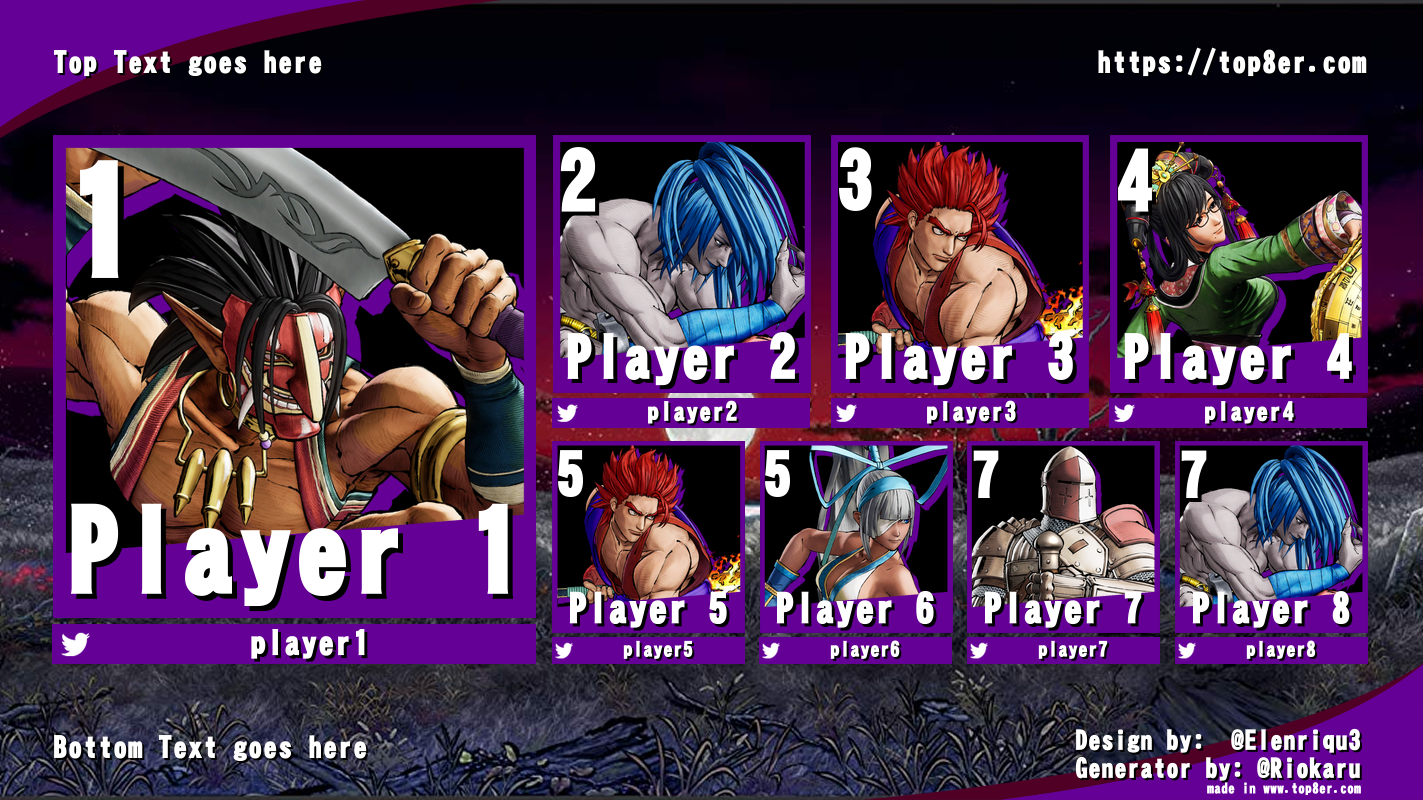 Top Text goes here
https://top8er.com
1
Player 1
player1
2
Player 2
player2
3
Player 3
player3
4
Player 4
player4
5
Player 5
player5
5
Player 6
player6
7
Player 7
player7
7
Player 8
player8
Bottom Text goes here
Design by: @Elenriqu3
Generator by: @Riokaru
made in www.top8er.com